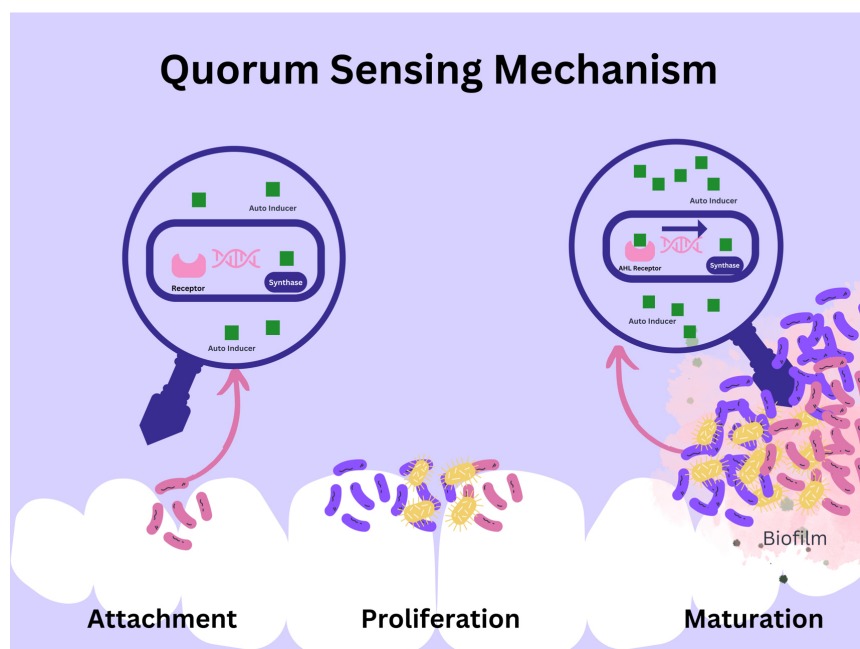 Quorum Sensing Mechanism
Auto Inducer
Receptor
Synthase
Auto Inducer
Auto Inducer
AHL Receptor
Synthase
Auto Inducer
Biofilm
Attachment
Proliferation
Maturation